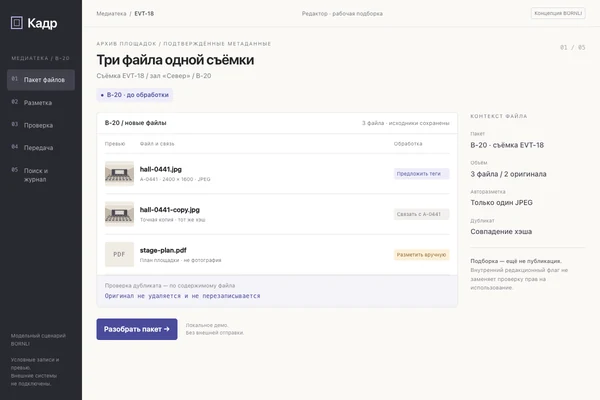 Кадр
МЕДИАТЕКА / B-20
01 Пакет файлов
02 Разметка
03 Проверка
04 Передача
05 Поиск и
журнал
Модельный сценарий
BORNLI
Условные записи и
превью.
Внешние системы
не подключены.
Медиатека / EVT-18
Редактор · рабочая подборка
Концепция BORNLI
АРХИВ ПЛОЩАДОК / ПОДТВЕРЖДЁННЫЕ МЕТАДАННЫЕ
01 / 05
Три файла одной съёмки
Съёмка EVT-18 / зал «Север» / B-20
B-20 · до обработки
B-20 / новые файлы
3 файла · исходники сохранены
Превью Файл и связь Обработка
hall-0441.jpg
A-0441 · 2400 × 1600 · JPEG
Предложить теги
hall-0441-copy.jpg
Точная копия · тот же хэш
Связать с A-0441
PDF
stage-plan.pdf
План площадки · не фотография
Разметить вручную
Проверка дубликата — по содержимому файла
Оригинал не удаляется и не перезаписывается
Разобрать пакет →
Локальное демо.
Без внешней отправки.
КОНТЕКСТ ФАЙЛА
Пакет
B-20 · съёмка EVT-18
Объём
3 файла / 2 оригинала
Авторазметка
Только один JPEG
Дубликат
Совпадение хэша
Подборка — ещё не публикация.
Внутренний редакционный флаг не
заменяет проверку прав на
использование.